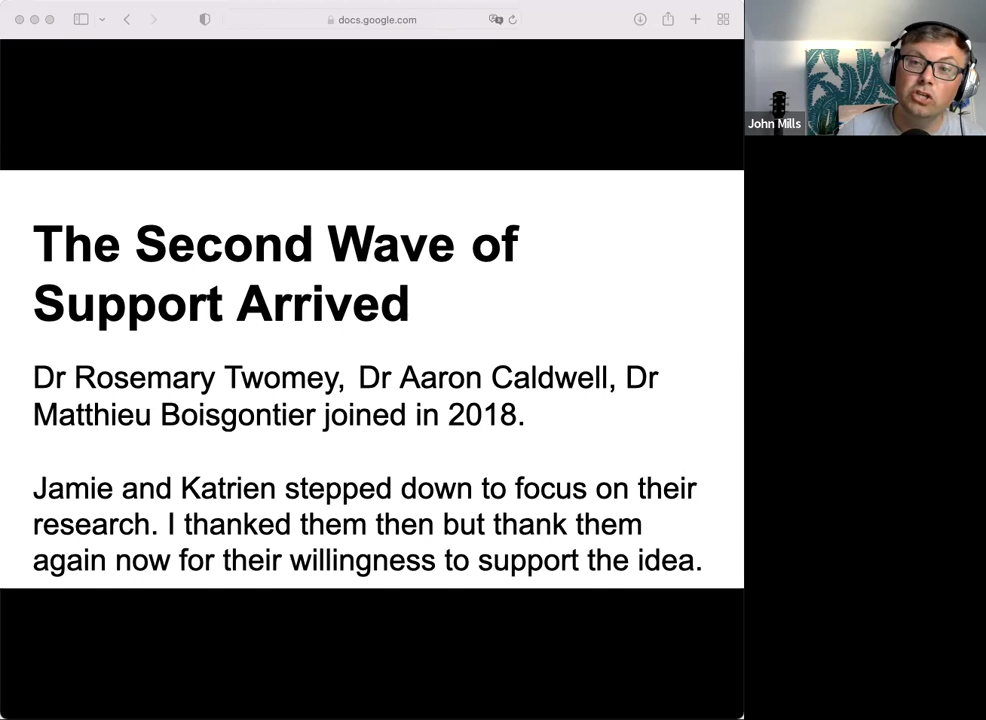 docs.google.com
John Mills
The Second Wave of
Support Arrived
Dr Rosemary Twomey, Dr Aaron Caldwell, Dr
Matthieu Boisgontier joined in 2018.
Jamie and Katrien stepped down to focus on their
research. I thanked them then but thank them
again now for their willingness to support the idea.